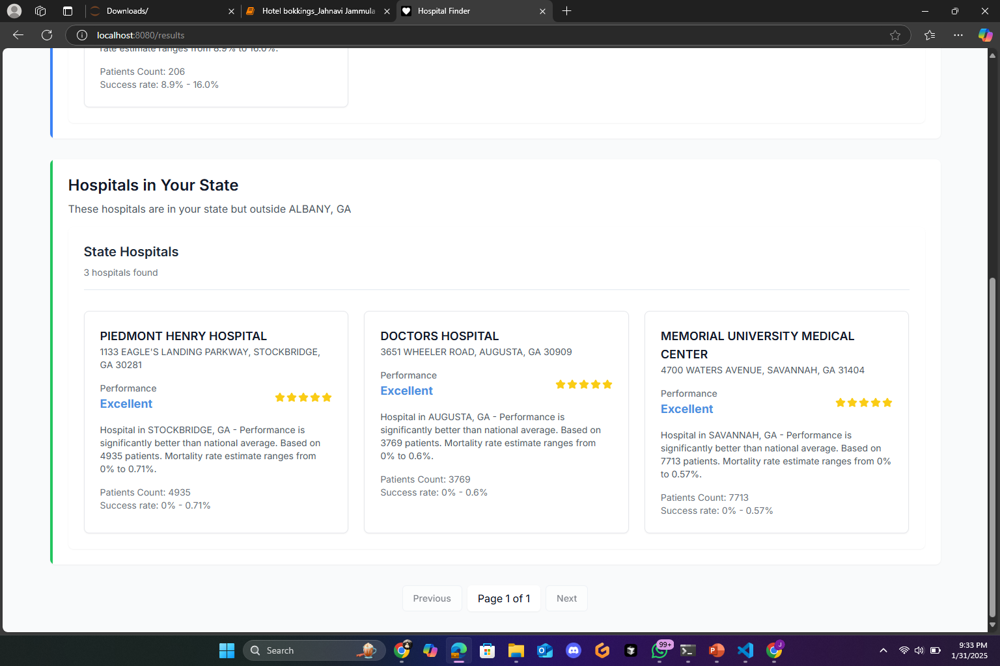 Downloads/
Hotel bokkings_Jahnavi Jammula
Hospital Finder
localhost:8080/results
rate estimate ranges from 8.9% to 16.0%.
Patients Count: 206
Success rate: 8.9% - 16.0%
Hospitals in Your State
These hospitals are in your state but outside ALBANY, GA
State Hospitals
3 hospitals found
PIEDMONT HENRY HOSPITAL
1133 EAGLE'S LANDING PARKWAY, STOCKBRIDGE,
GA 30281
Performance
Excellent
Hospital in STOCKBRIDGE, GA - Performance is
significantly better than national average. Based on
4935 patients. Mortality rate estimate ranges from
0% to 0.71%.
Patients Count: 4935
Success rate: 0% - 0.71%
DOCTORS HOSPITAL
3651 WHEELER ROAD, AUGUSTA, GA 30909
Performance
Excellent
Hospital in AUGUSTA, GA - Performance is
significantly better than national average. Based on
3769 patients. Mortality rate estimate ranges from
0% to 0.6%.
Patients Count: 3769
Success rate: 0% - 0.6%
MEMORIAL UNIVERSITY MEDICAL
CENTER
4700 WATERS AVENUE, SAVANNAH, GA 31404
Performance
Excellent
Hospital in SAVANNAH, GA - Performance is
significantly better than national average. Based on
7713 patients. Mortality rate estimate ranges from 0%
to 0.57%.
Patients Count: 7713
Success rate: 0% - 0.57%
Previous
Page 1 of 1
Next
Search
99+
J
9:33 PM
1/31/2025